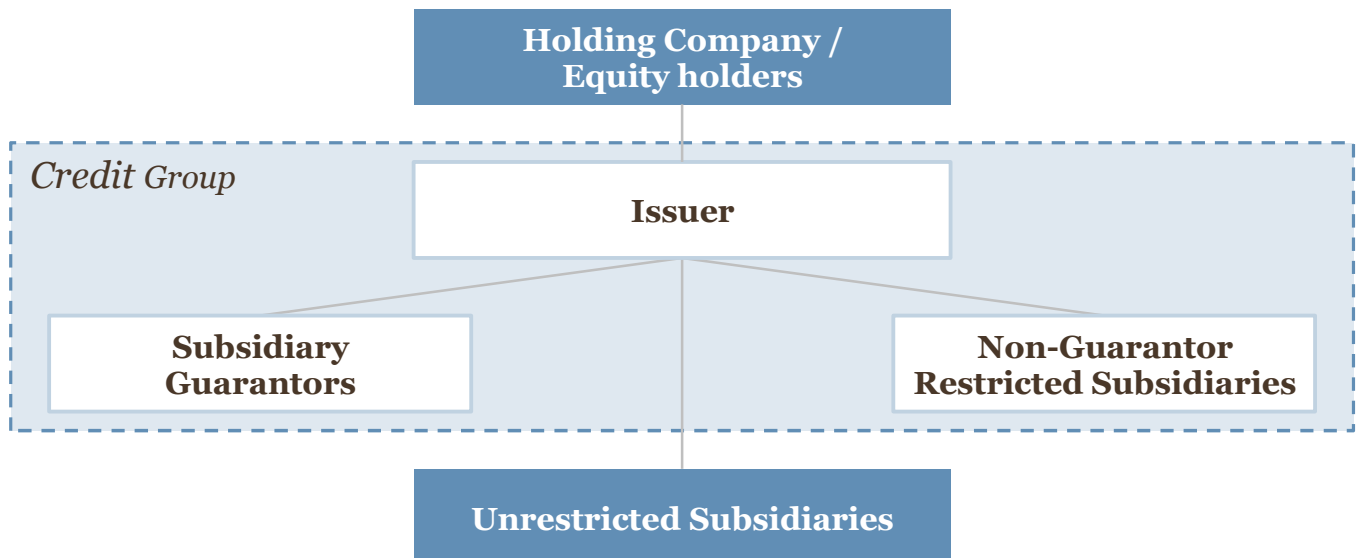 Holding Company /
Equity holders
Credit Group
Issuer
Subsidiary
Guarantors
Non-Guarantor
Restricted Subsidiaries
Unrestricted Subsidiaries